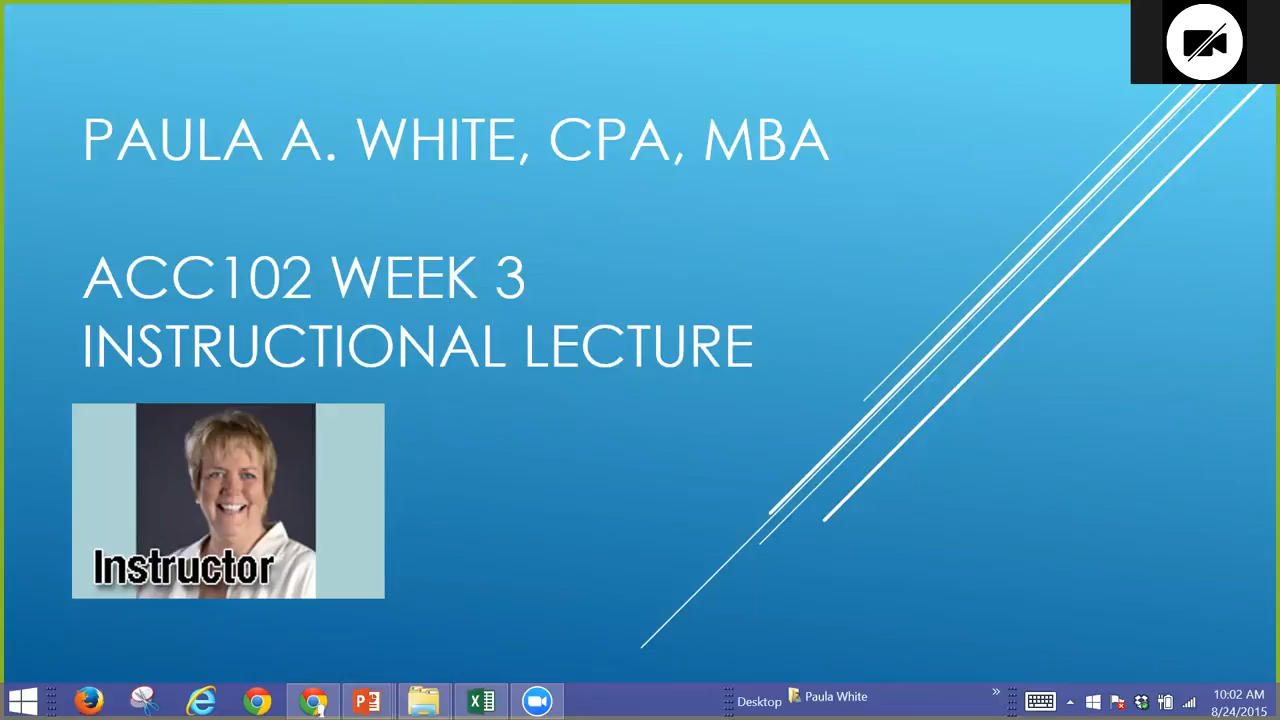 PAULA A. WHITE, CPA, MBA
ACC102 WEEK 3
INSTRUCTIONAL LECTURE
Instructor
Desktop
Paula White
»
10:02 AM
8/24/2015